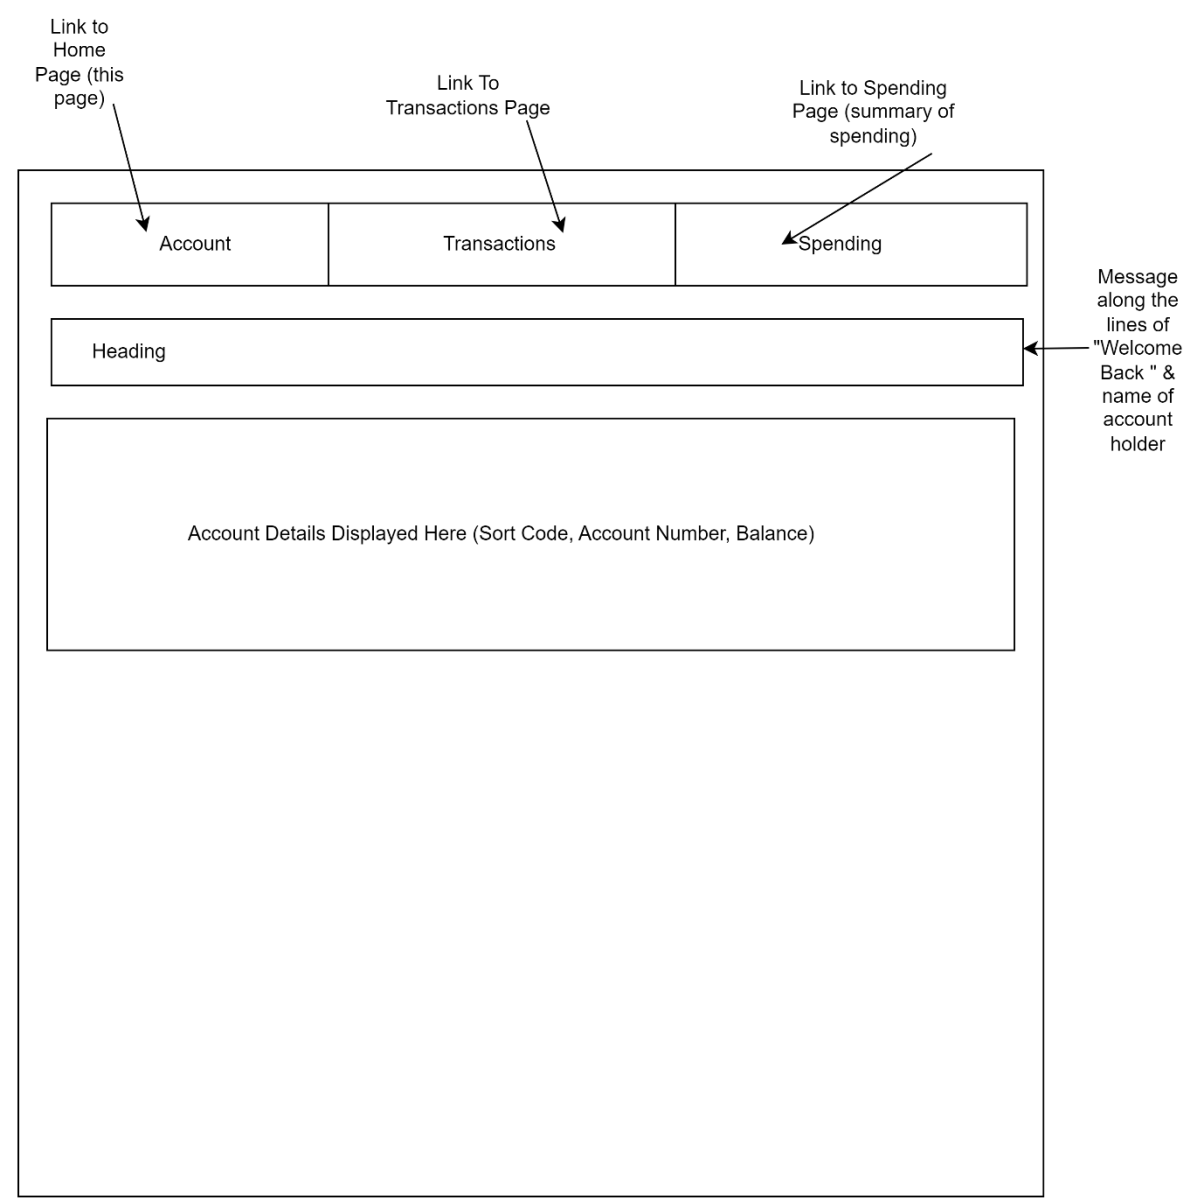 Link to
Home
Page (this
page)
Link To
Transactions Page
Link to Spending
Page (summary of
spending)
Account
Transactions
Spending
Message
along the
lines of
"Welcome
Back " &
name of
account
holder
Heading
Account Details Displayed Here (Sort Code, Account Number, Balance)